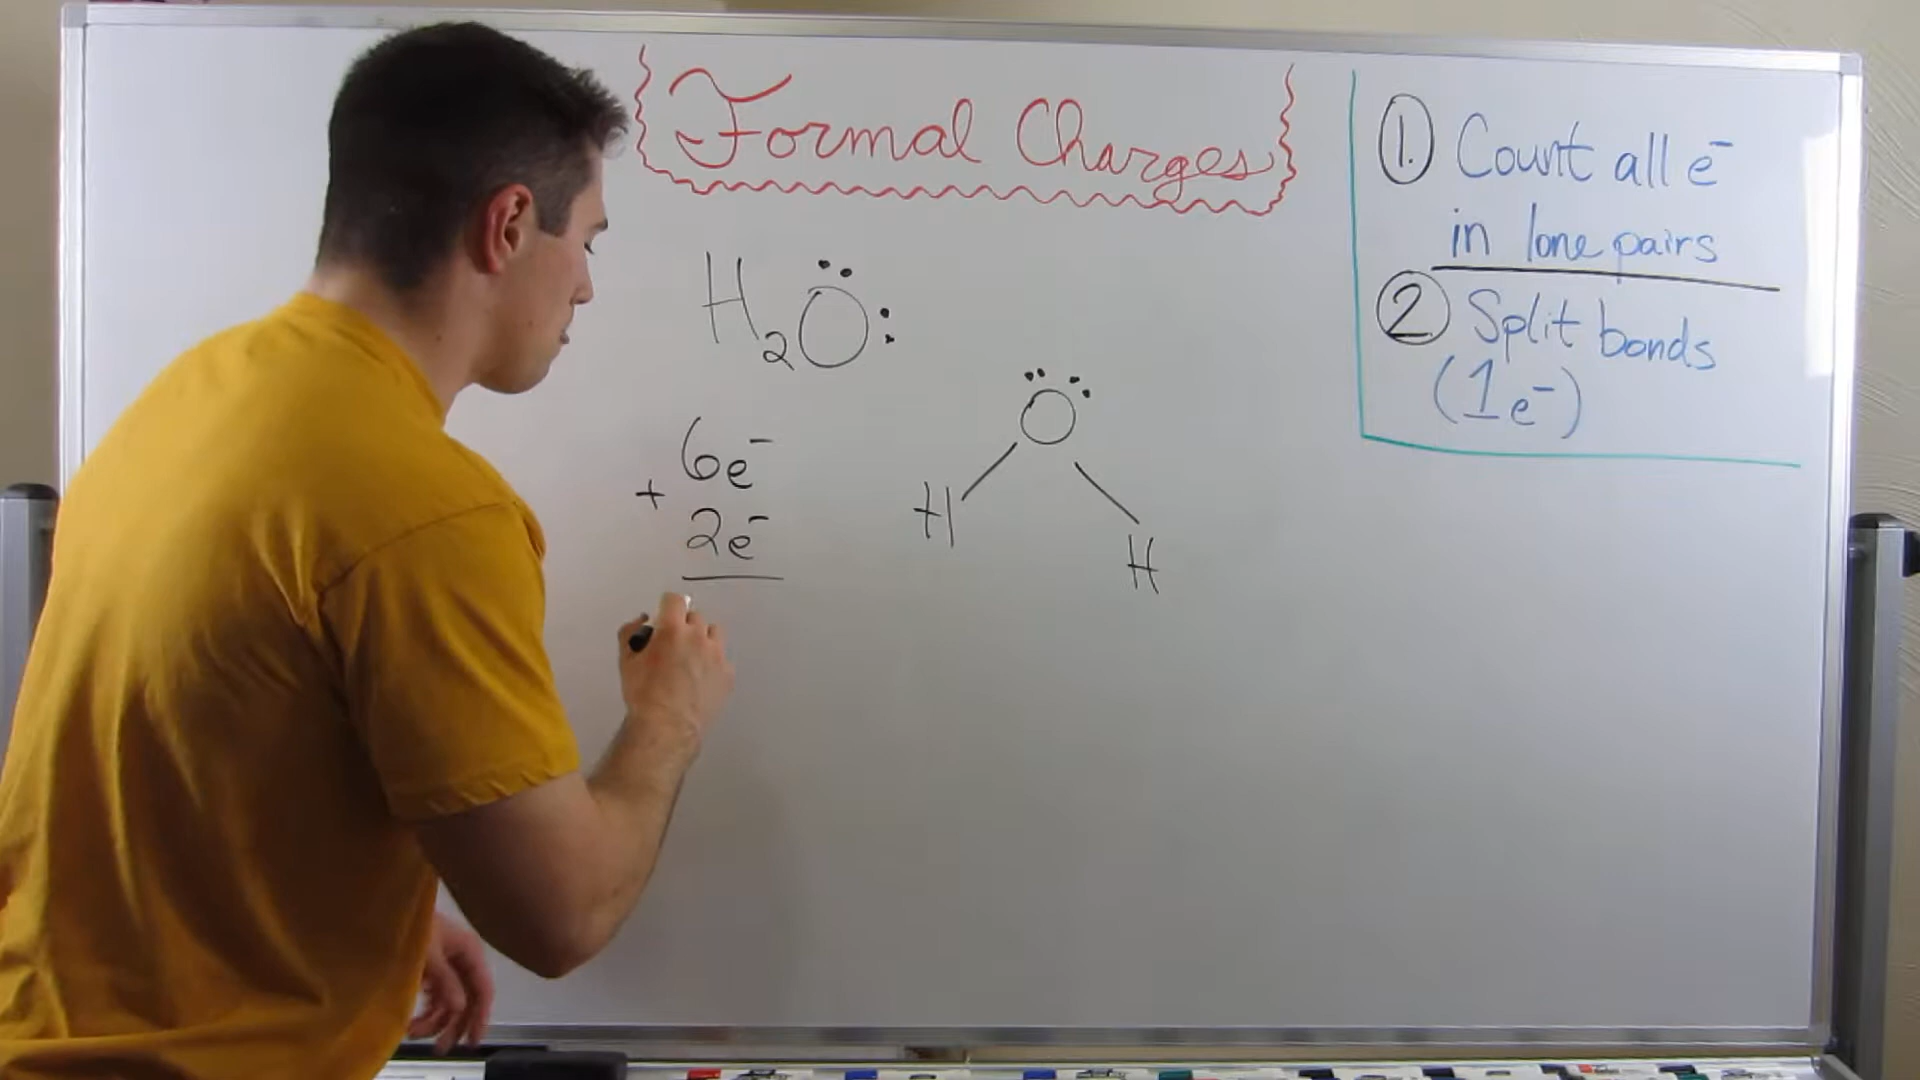 Formal Charges
H₂O
6e⁻
+ 2e⁻
O
H
H
1. Count all e⁻
in lone pairs
2 Split bonds
(1e⁻)